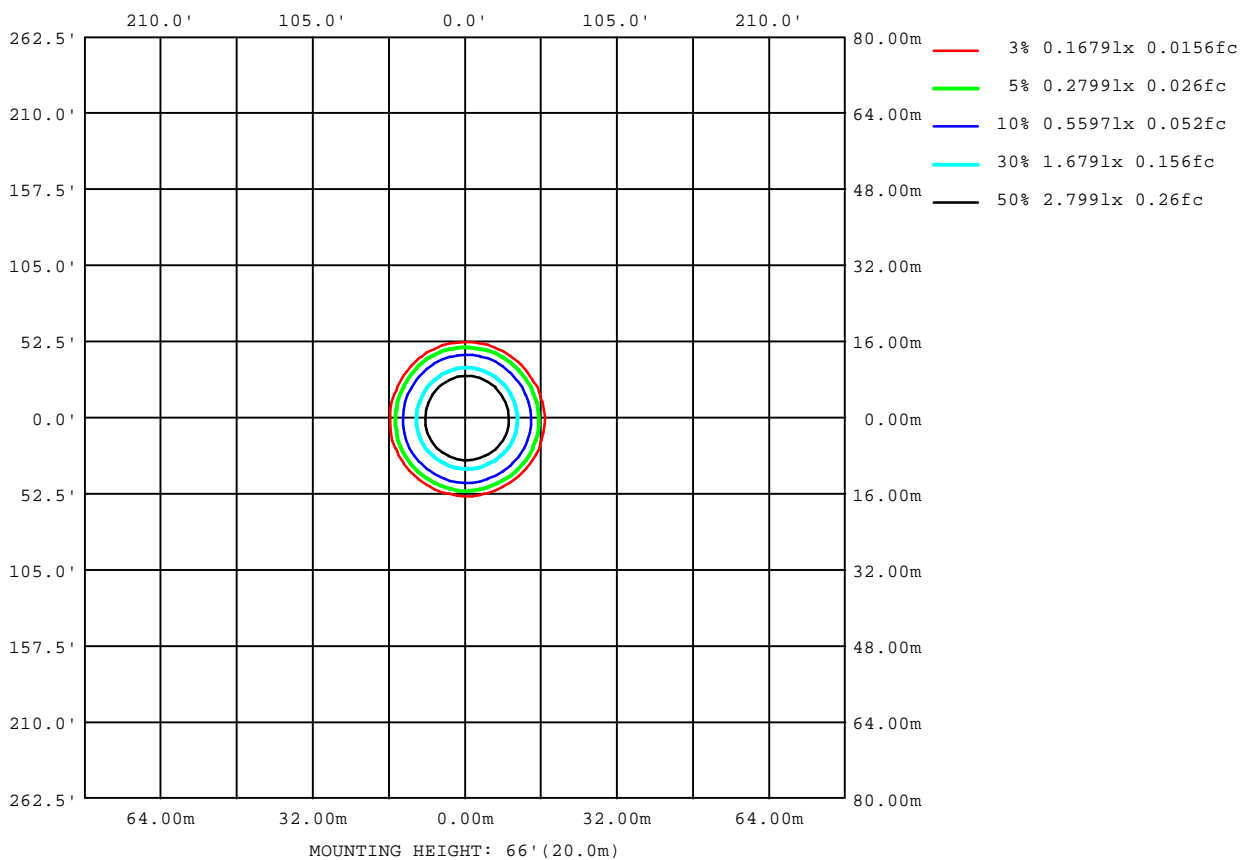 210.0' 105.0' 0.0' 105.0' 210.0'
262.5' 80.00m
210.0' 64.00m
157.5' 48.00m
105.0' 32.00m
52.5' 16.00m
0.0' 0.00m
52.5' 16.00m
105.0' 32.00m
157.5' 48.00m
210.0' 64.00m
262.5' 80.00m
64.00m 32.00m 0.00m 32.00m 64.00m
MOUNTING HEIGHT: 66'(20.0m)
3% 0.1679lx 0.0156fc
5% 0.2799lx 0.026fc
10% 0.5597lx 0.052fc
30% 1.679lx 0.156fc
50% 2.799lx 0.26fc